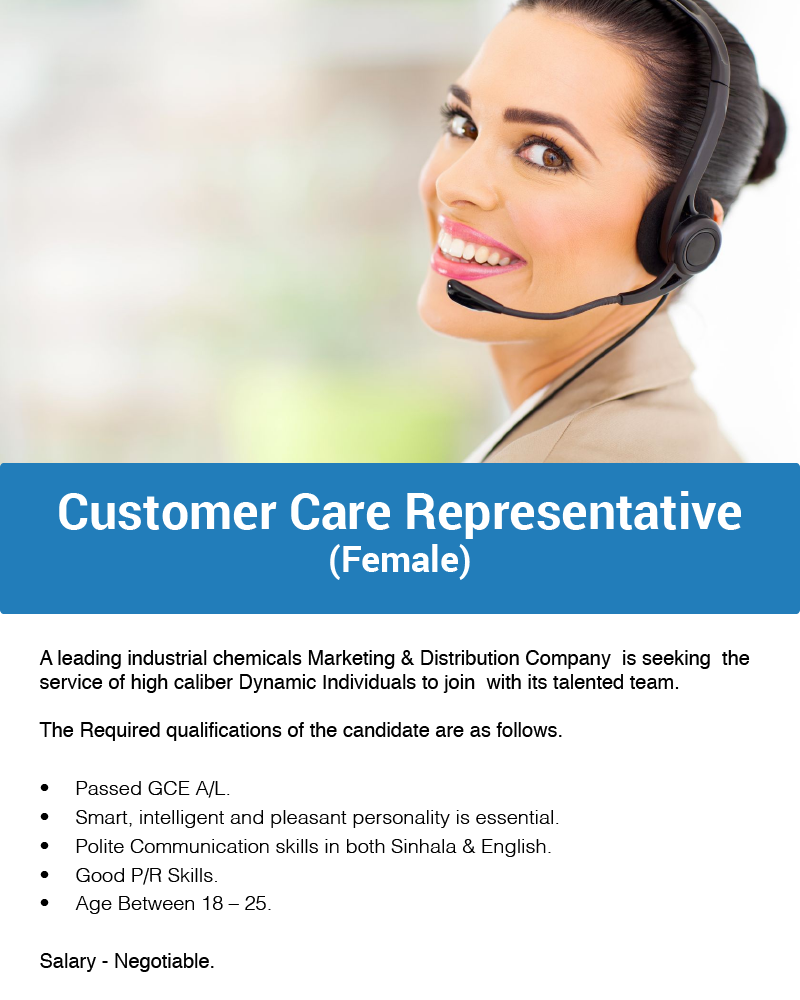 Customer Care Representative
(Female)
A leading industrial chemicals Marketing & Distribution Company  is seeking  the
service of high caliber Dynamic Individuals to join  with its talented team.
The Required qualifications of the candidate are as follows.
• Passed GCE A/L.
• Smart, intelligent and pleasant personality is essential.
• Polite Communication skills in both Sinhala & English.
• Good P/R Skills.
• Age Between 18 – 25.
Salary - Negotiable.